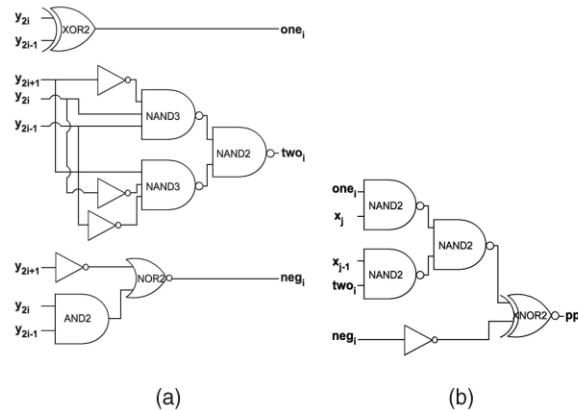 y2i
y2i-1
XOR2
onei
y2i+1
y2i
y2i-1
NAND3
NAND3
NAND2
twoi
y2i+1
NOR2
negi
y2i
y2i-1
AND2
onei
xj
NAND2
NAND2
xj-1
twoi
NAND2
negi
XNOR2
pp
(a)
(b)